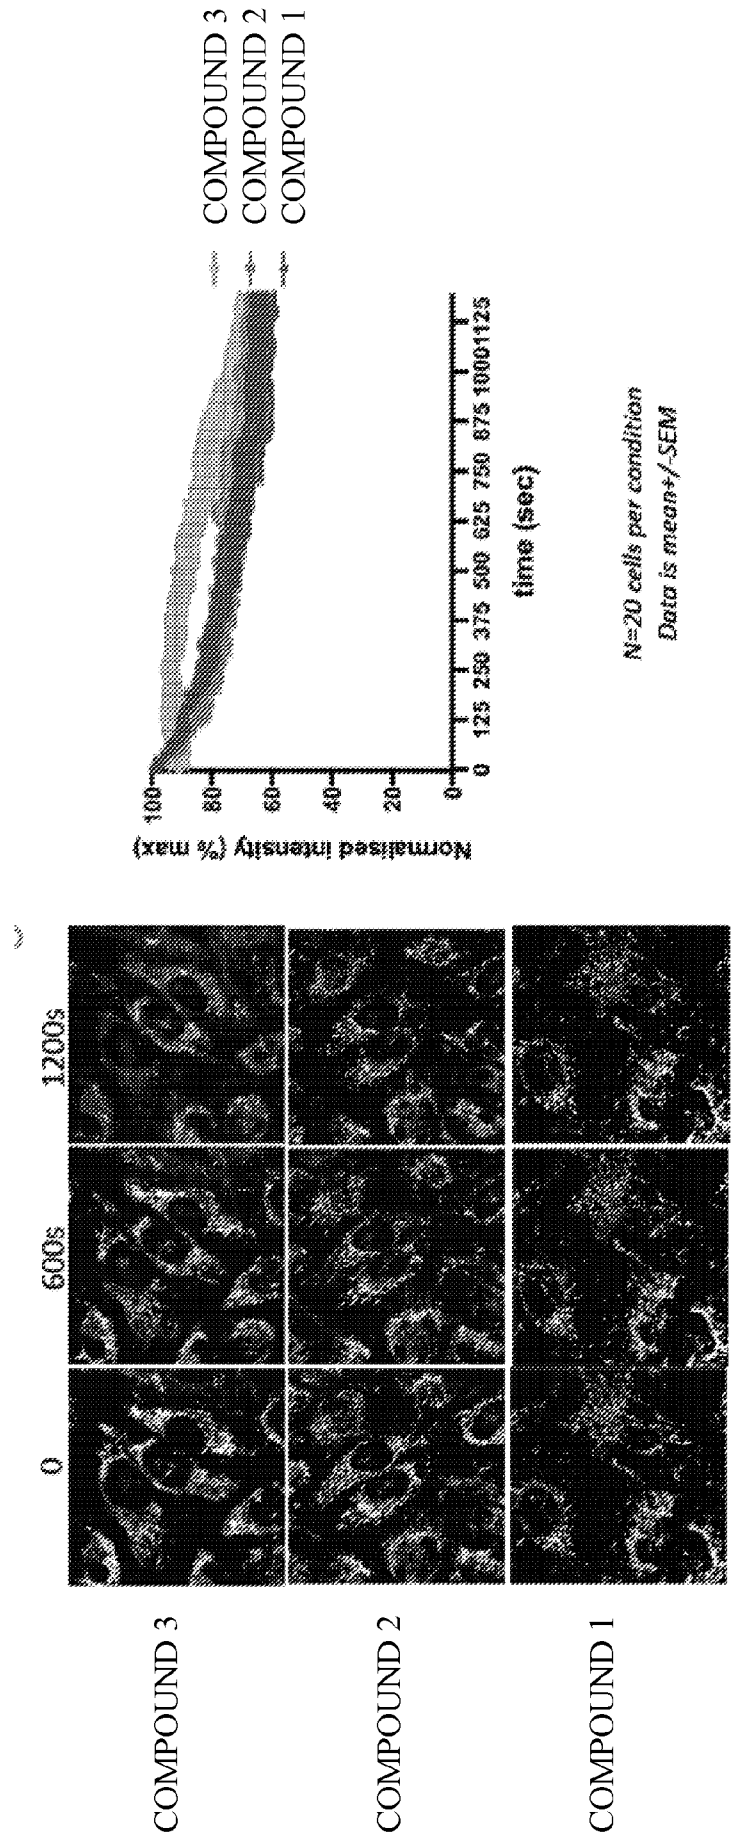 0
600s
1200s
COMPOUND 3
COMPOUND 2
COMPOUND 1
Normalised intensity (% max)
100
80
60
40
20
0
0 125 250 375 500 625 750 875 1000 1125
time (sec)
COMPOUND 3
COMPOUND 2
COMPOUND 1
N=20 cells per condition
Data is mean+/-SEM